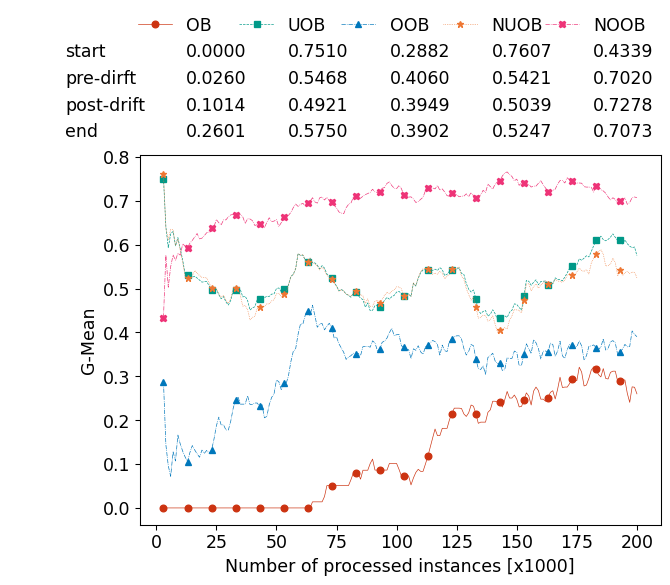 OB UOB OOB NUOB NOOB
start 0.0000 0.7510 0.2882 0.7607 0.4339
pre-dirft 0.0260 0.5468 0.4060 0.5421 0.7020
post-drift 0.1014 0.4921 0.3949 0.5039 0.7278
end 0.2601 0.5750 0.3902 0.5247 0.7073
0.8
0.7
0.6
0.5
0.4
0.3
0.2
0.1
0.0
G-Mean
0 25 50 75 100 125 150 175 200
Number of processed instances [x1000]